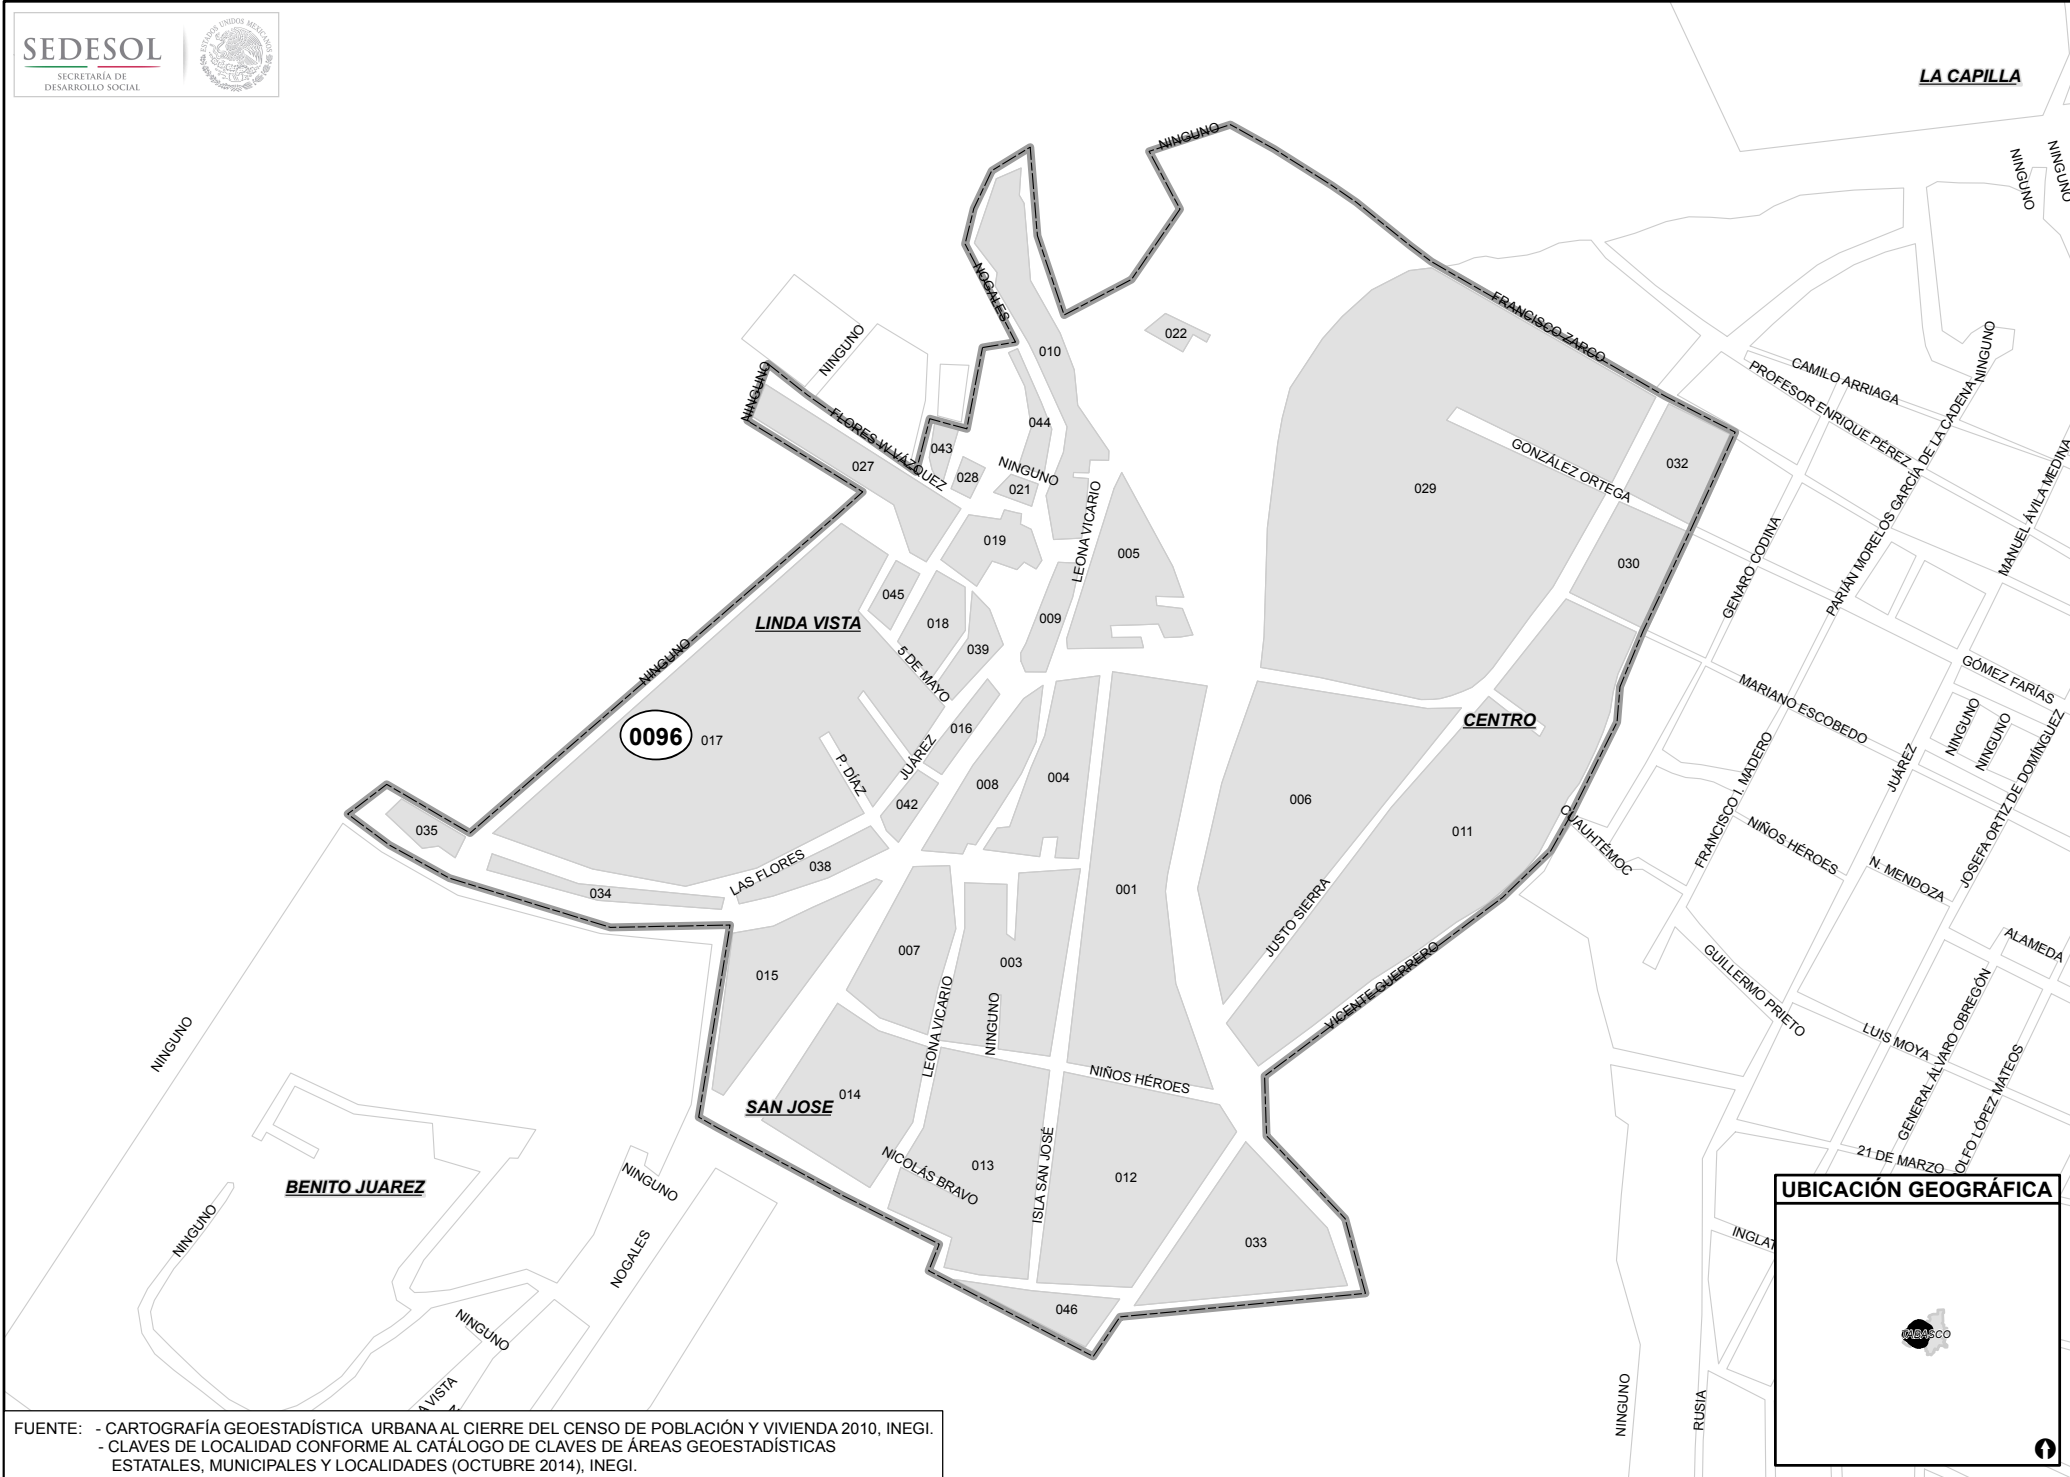 SEDESOL
SECRETARÍA DE
DESARROLLO SOCIAL
ESTADOS UNIDOS MEXICANOS
LA CAPILLA
NINGUNO
NINGUNO
NINGUNO
NOGALES
FRANCISCO ZARCO
022
010
NINGUNO
NINGUNO
FLORES W.VÁZQUEZ
044
043
027
028
NINGUNO
021
019
LEONA VICARIO
005
029
GONZÁLEZ ORTEGA
032
030
CAMILO ARRIAGA
PROFESOR ENRIQUE PÉREZ
NINGUNO
PARIÁN MORELOS GARCÍA DE LA CADENA
MANUEL ÁVILA MEDINA
GENARO CODINA
045
018
009
039
LINDA VISTA
5 DE MAYO
NINGUNO
0096
017
016
JUÁREZ
P. DÍAZ
042
008
004
006
CENTRO
011
GÓMEZ FARÍAS
MARIANO ESCOBEDO
NINGUNO
NINGUNO
JOSEFA ORTIZ DE DOMÍNGUEZ
JUÁREZ
FRANCISCO I. MADERO
CUAUHTÉMOC
NIÑOS HÉROES
N. MENDOZA
035
034
LAS FLORES
038
001
JUSTO SIERRA
VICENTE GUERRERO
ALAMEDA
GUILLERMO PRIETO
LUIS MOYA
GENERAL ÁLVARO OBREGÓN
OLFO LÓPEZ MATEOS
21 DE MARZO
015
007
003
LEONA VICARIO
NINGUNO
NIÑOS HÉROES
014
SAN JOSE
NICOLÁS BRAVO
013
ISLA SAN JOSÉ
012
033
046
NINGUNO
BENITO JUAREZ
NINGUNO
NINGUNO
NOGALES
NINGUNO
A VISTA
INGLAT
NINGUNO
RUSIA
UBICACIÓN GEOGRÁFICA
TABASCO
FUENTE: - CARTOGRAFÍA GEOESTADÍSTICA URBANA AL CIERRE DEL CENSO DE POBLACIÓN Y VIVIENDA 2010, INEGI.
- CLAVES DE LOCALIDAD CONFORME AL CATÁLOGO DE CLAVES DE ÁREAS GEOESTADÍSTICAS
ESTATALES, MUNICIPALES Y LOCALIDADES (OCTUBRE 2014), INEGI.